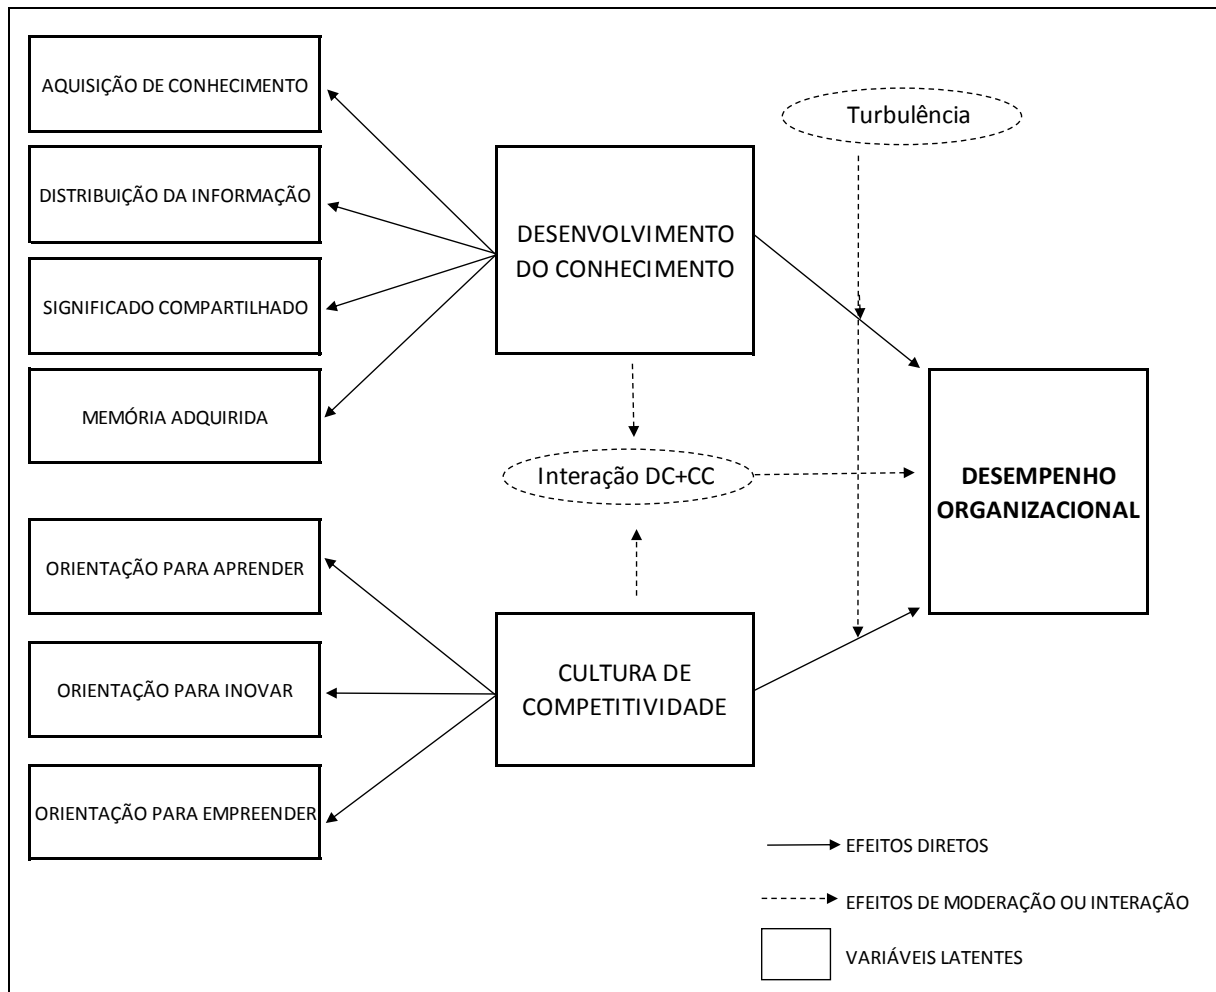 AQUISIÇÃO DE CONHECIMENTO
DISTRIBUIÇÃO DA INFORMAÇÃO
SIGNIFICADO COMPARTILHADO
MEMÓRIA ADQUIRIDA
ORIENTAÇÃO PARA APRENDER
ORIENTAÇÃO PARA INOVAR
ORIENTAÇÃO PARA EMPREENDER
DESENVOLVIMENTO
DO CONHECIMENTO
Interação DC+CC
CULTURA DE
COMPETITIVIDADE
Turbulência
DESEMPENHO
ORGANIZACIONAL
EFEITOS DIRETOS
EFEITOS DE MODERAÇÃO OU INTERAÇÃO
VARIÁVEIS LATENTES